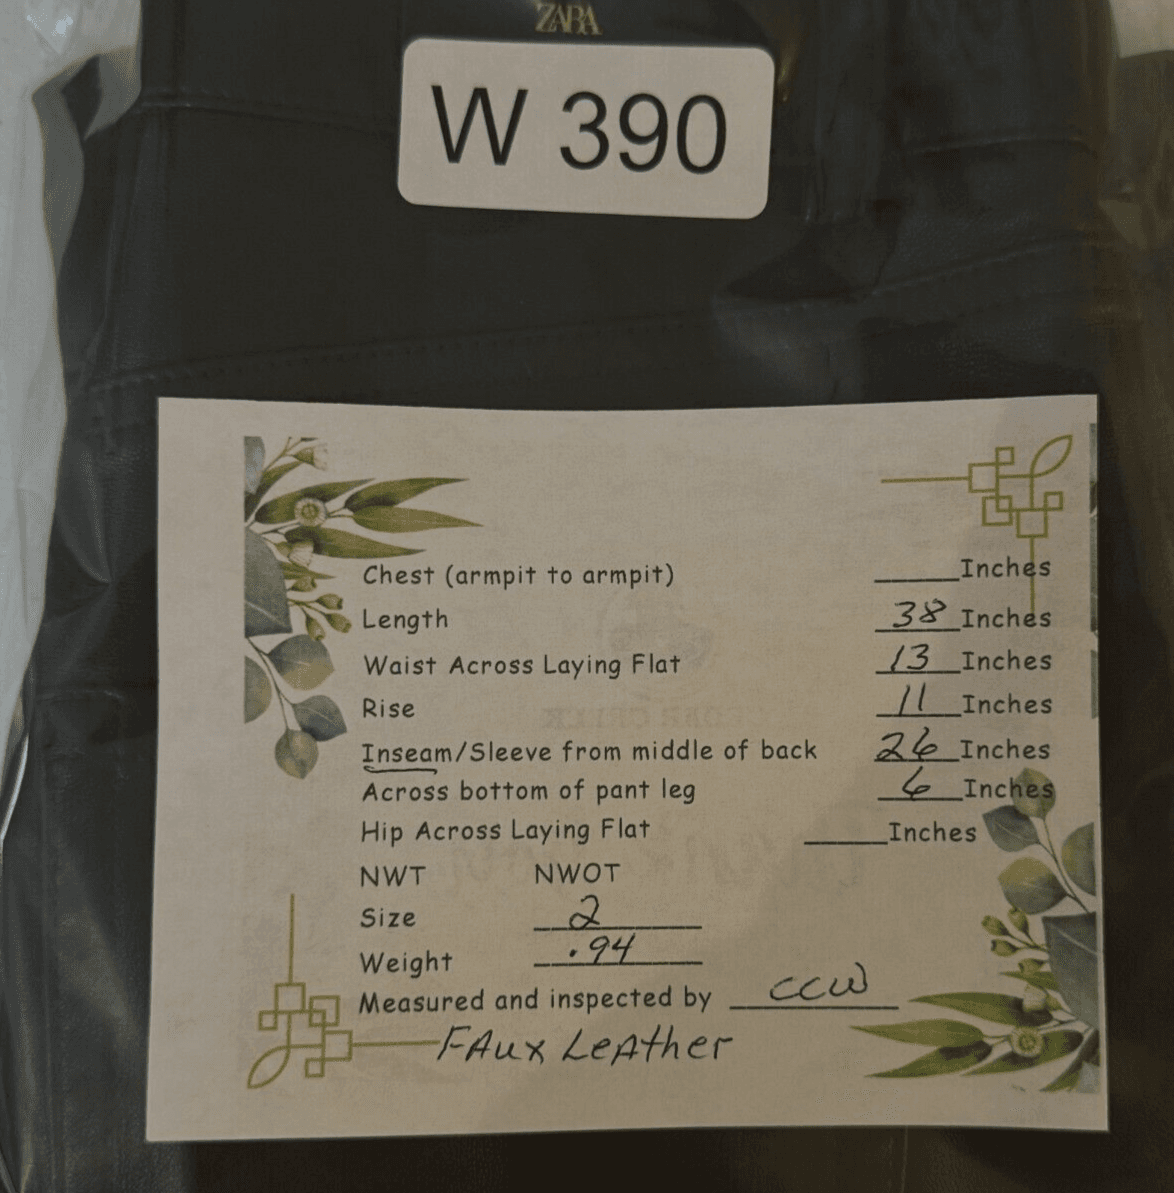 ZARA
W 390
Chest (armpit to armpit) _____Inches
Length 38 Inches
Waist Across Laying Flat 13 Inches
Rise 11 Inches
Inseam/Sleeve from middle of back 26 Inches
Across bottom of pant leg 6 Inches
Hip Across Laying Flat _____Inches
NWT NWOT
Size 2
Weight .94
Measured and inspected by CCW
FAux LeAther